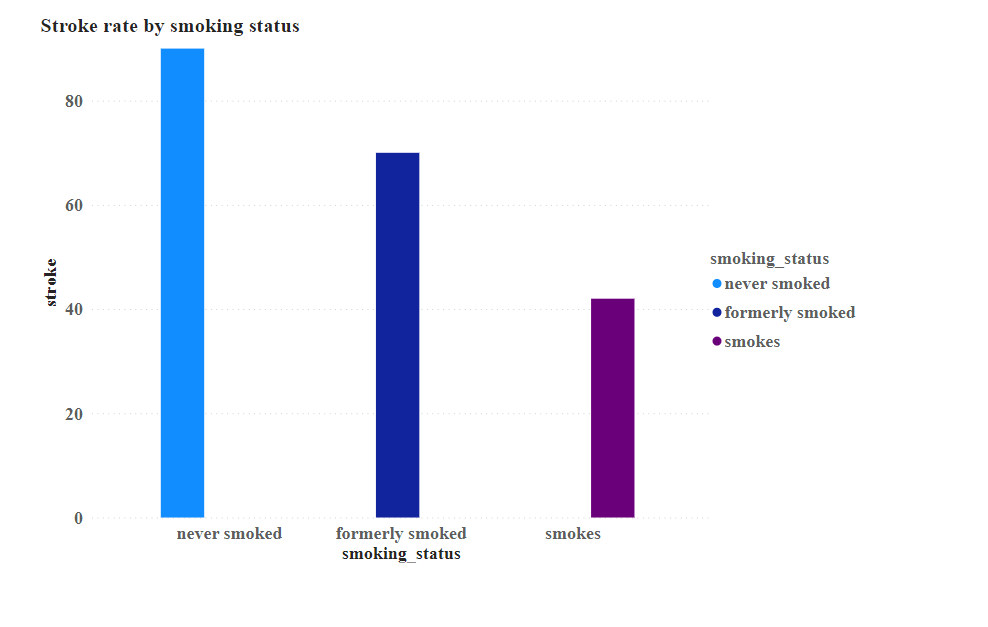 Stroke rate by smoking status
80
60
40
20
0
stroke
never smoked
formerly smoked
smokes
smoking_status
smoking_status
never smoked
formerly smoked
smokes